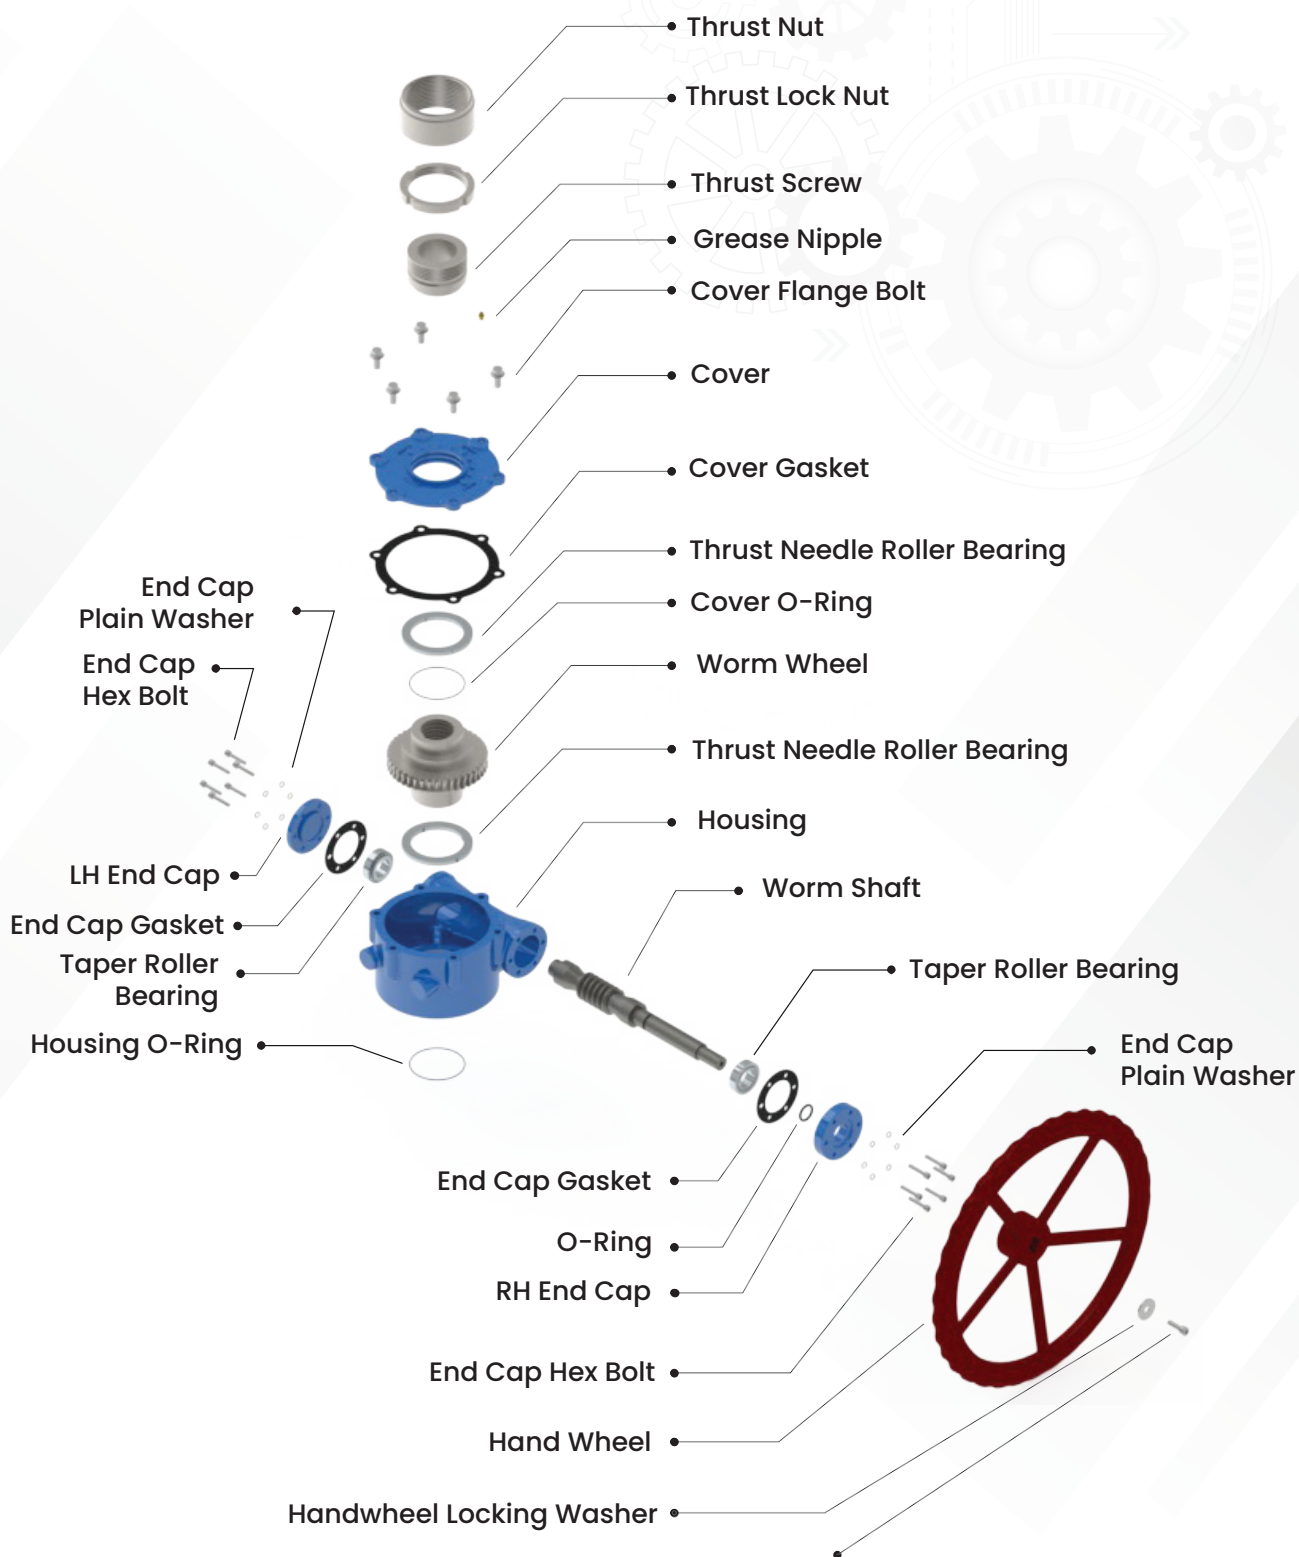 Thrust Nut
Thrust Lock Nut
Thrust Screw
Grease Nipple
Cover Flange Bolt
Cover
Cover Gasket
Thrust Needle Roller Bearing
Cover O-Ring
Worm Wheel
Thrust Needle Roller Bearing
Housing
Worm Shaft
Taper Roller Bearing
End Cap
Plain Washer
End Cap
Plain Washer
End Cap
Hex Bolt
LH End Cap
End Cap Gasket
Taper Roller
Bearing
Housing O-Ring
End Cap Gasket
O-Ring
RH End Cap
End Cap Hex Bolt
Hand Wheel
Handwheel Locking Washer